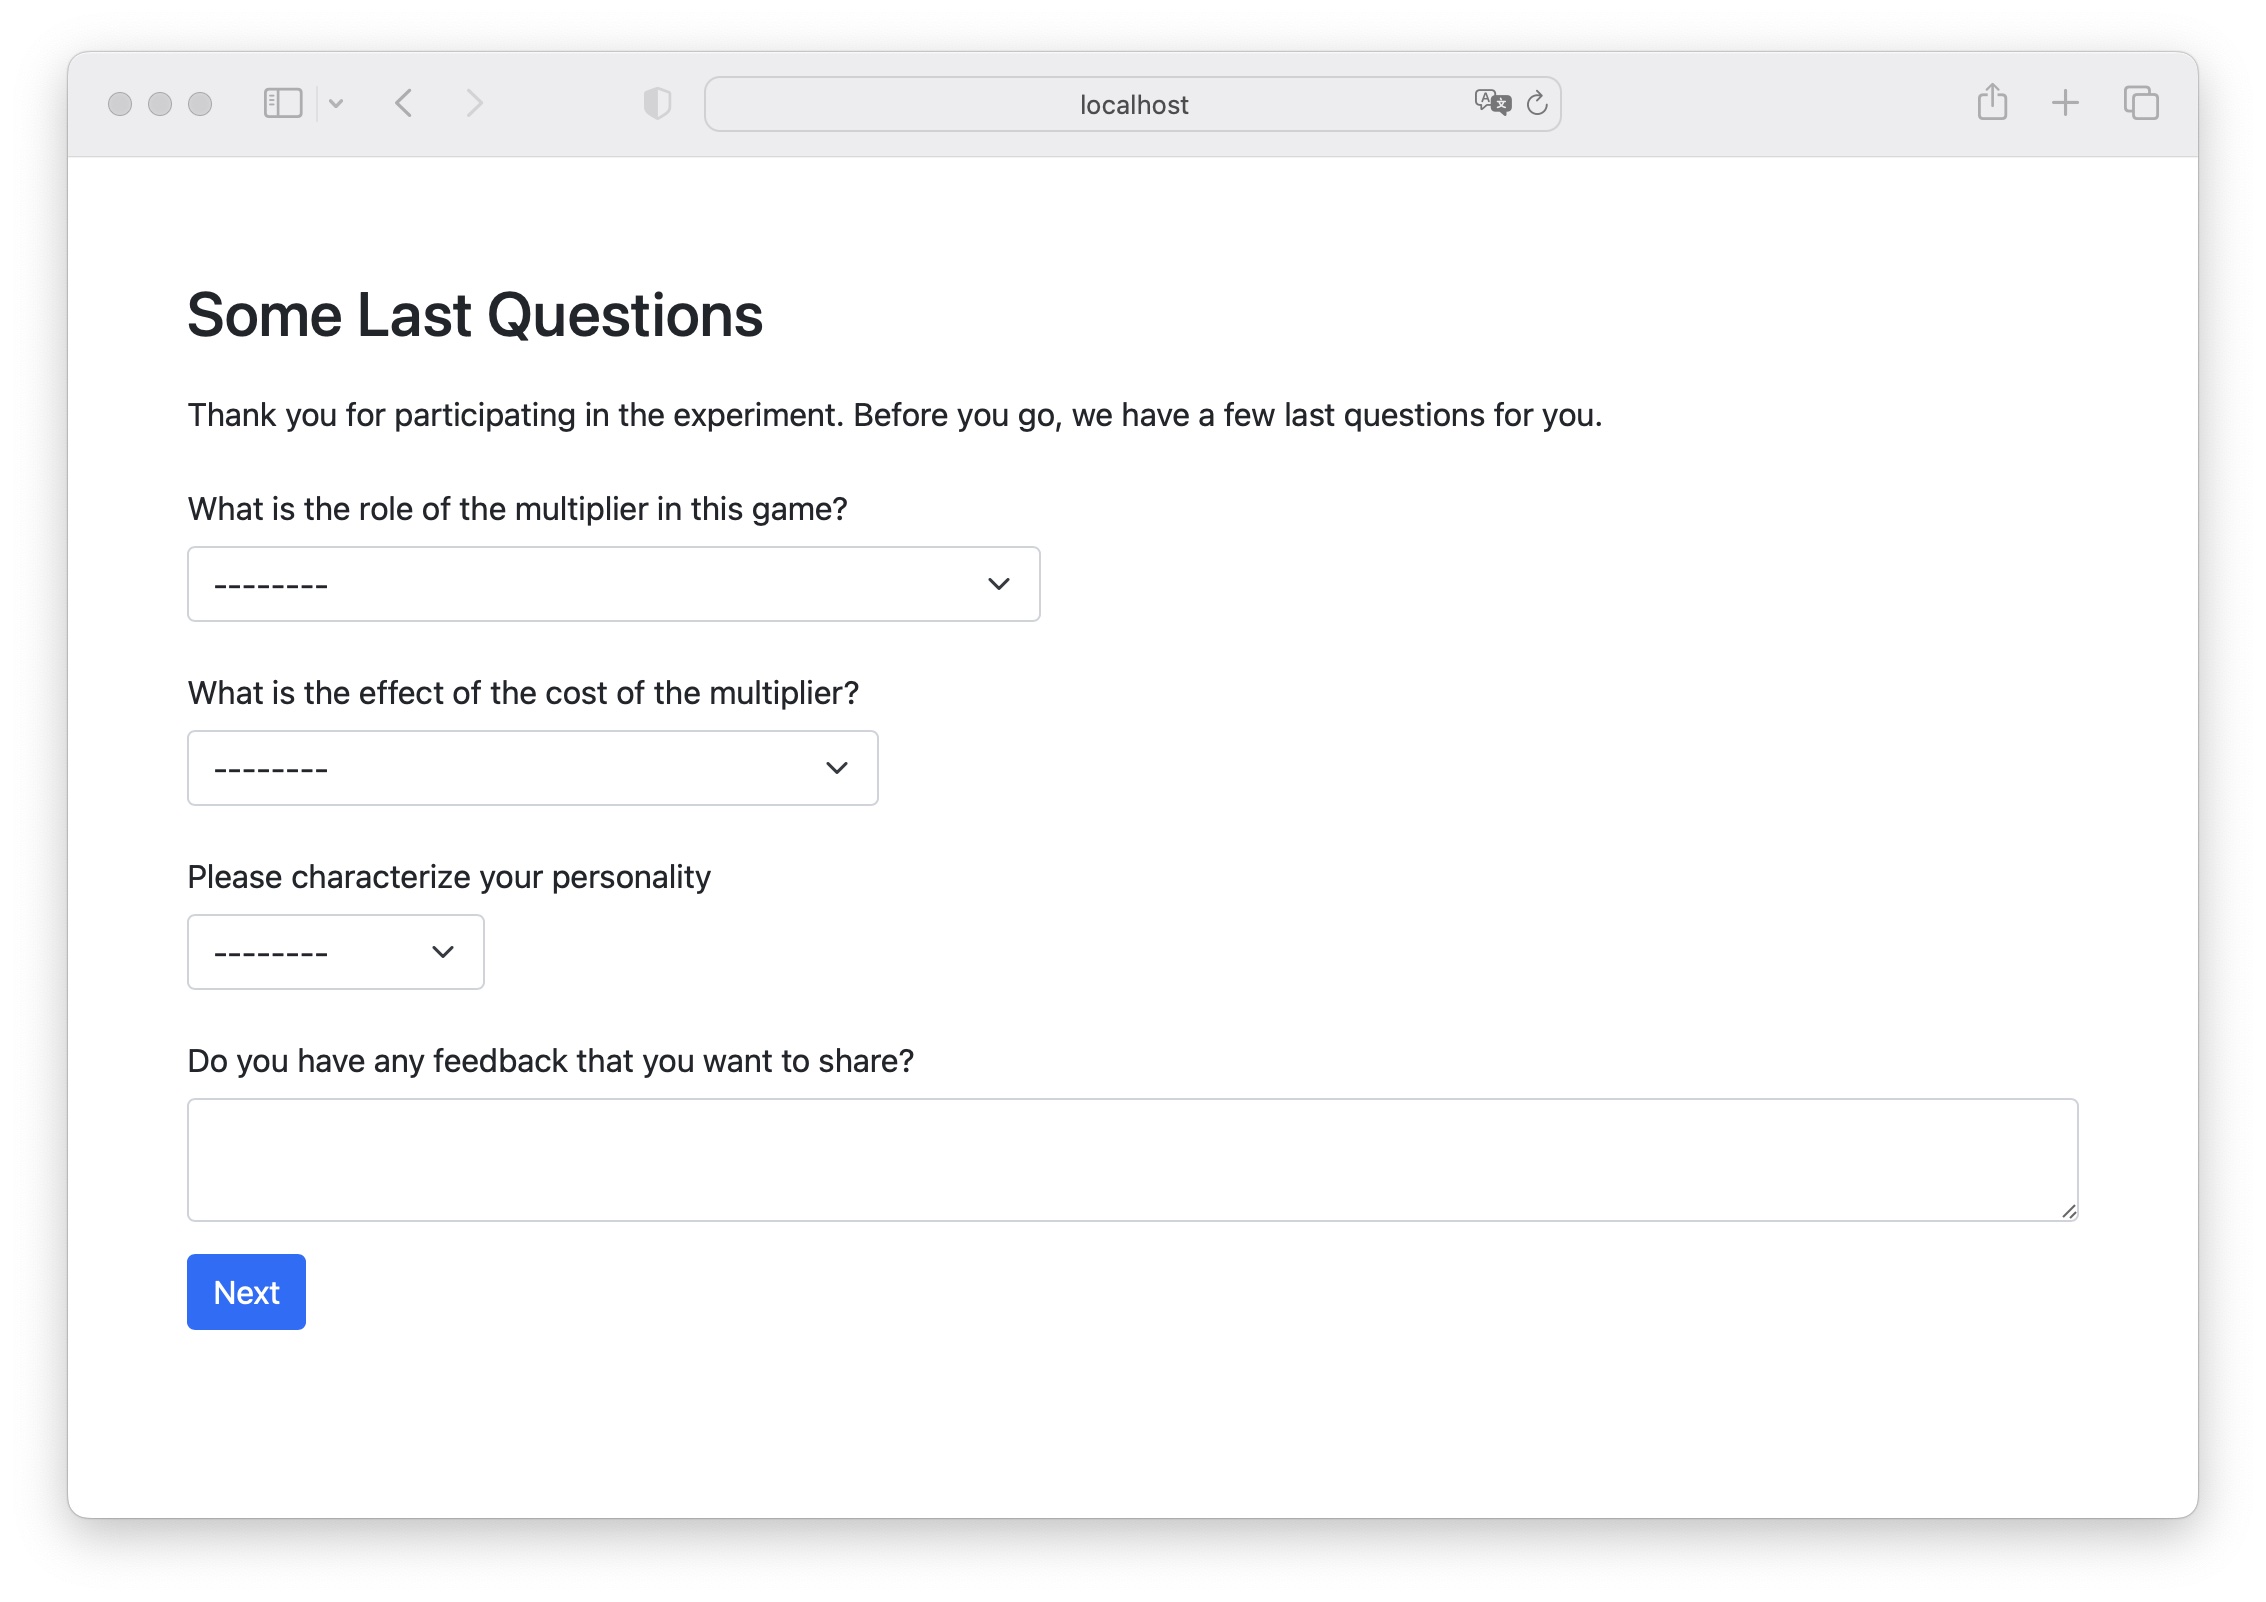 localhost
Some Last Questions
Thank you for participating in the experiment. Before you go, we have a few last questions for you.
What is the role of the multiplier in this game?
--------
What is the effect of the cost of the multiplier?
--------
Please characterize your personality
--------
Do you have any feedback that you want to share?
Next